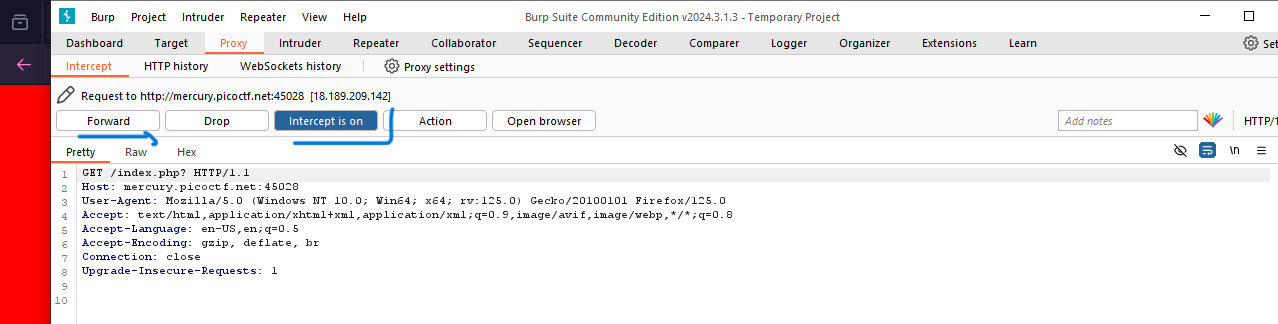 Burp Project Intruder Repeater View Help Burp Suite Community Edition v2024.3.1.3 - Temporary Project
Dashboard Target Proxy Intruder Repeater Collaborator Sequencer Decoder Comparer Logger Organizer Extensions Learn Set
Intercept HTTP history WebSockets history Proxy settings
Request to http://mercury.picoctf.net:45028 [18.189.209.142]
Forward Drop Intercept is on Action Open browser Add notes HTTP/1
Pretty Raw Hex \n
1 GET /index.php? HTTP/1.1
2 Host: mercury.picoctf.net:45028
3 User-Agent: Mozilla/5.0 (Windows NT 10.0; Win64; x64; rv:125.0) Gecko/20100101 Firefox/125.0
4 Accept: text/html,application/xhtml+xml,application/xml;q=0.9,image/avif,image/webp,*/*;q=0.8
5 Accept-Language: en-US,en;q=0.5
6 Accept-Encoding: gzip, deflate, br
7 Connection: close
8 Upgrade-Insecure-Requests: 1
9
10